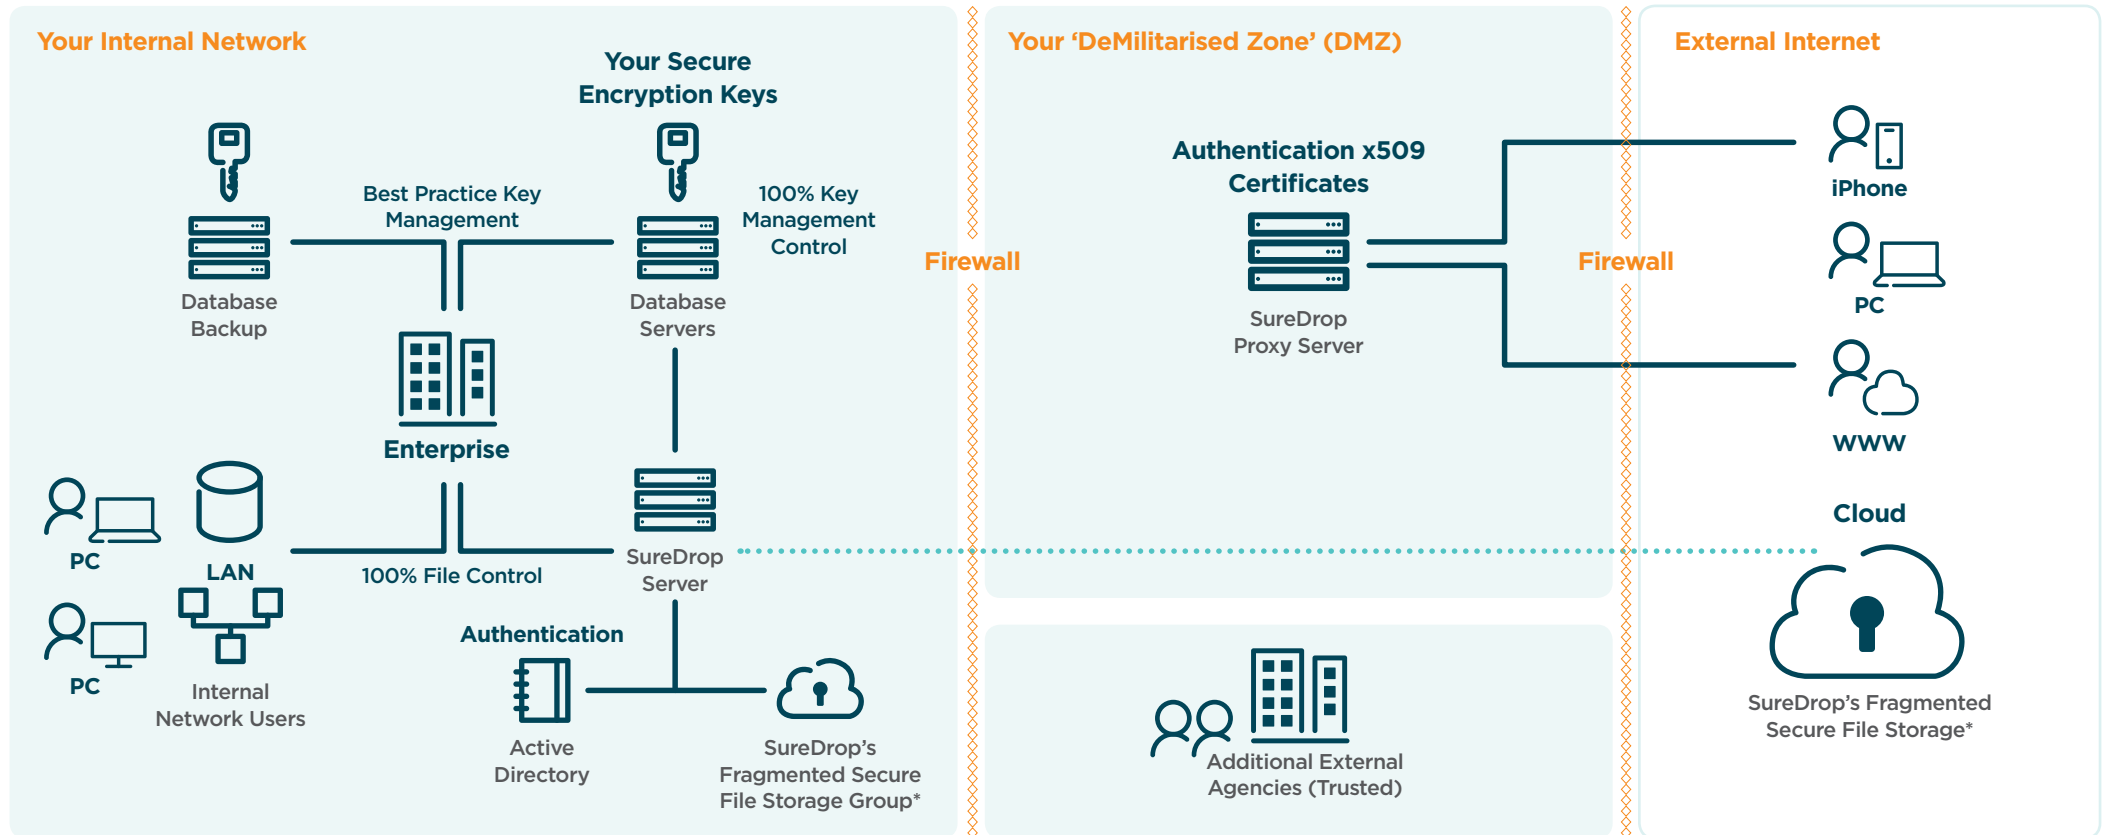 Your Internal Network
Your Secure
Encryption Keys
Best Practice Key
Management
100% Key
Management
Control
Database
Backup
Database
Servers
Enterprise
PC
LAN
100% File Control
SureDrop
Server
PC
Internal
Network Users
Authentication
Active
Directory
SureDrop’s
Fragmented Secure
File Storage Group*
Firewall
Your ‘DeMilitarised Zone’ (DMZ)
Authentication x509
Certificates
SureDrop
Proxy Server
Additional External
Agencies (Trusted)
Firewall
External Internet
iPhone
PC
WWW
Cloud
SureDrop’s Fragmented
Secure File Storage*